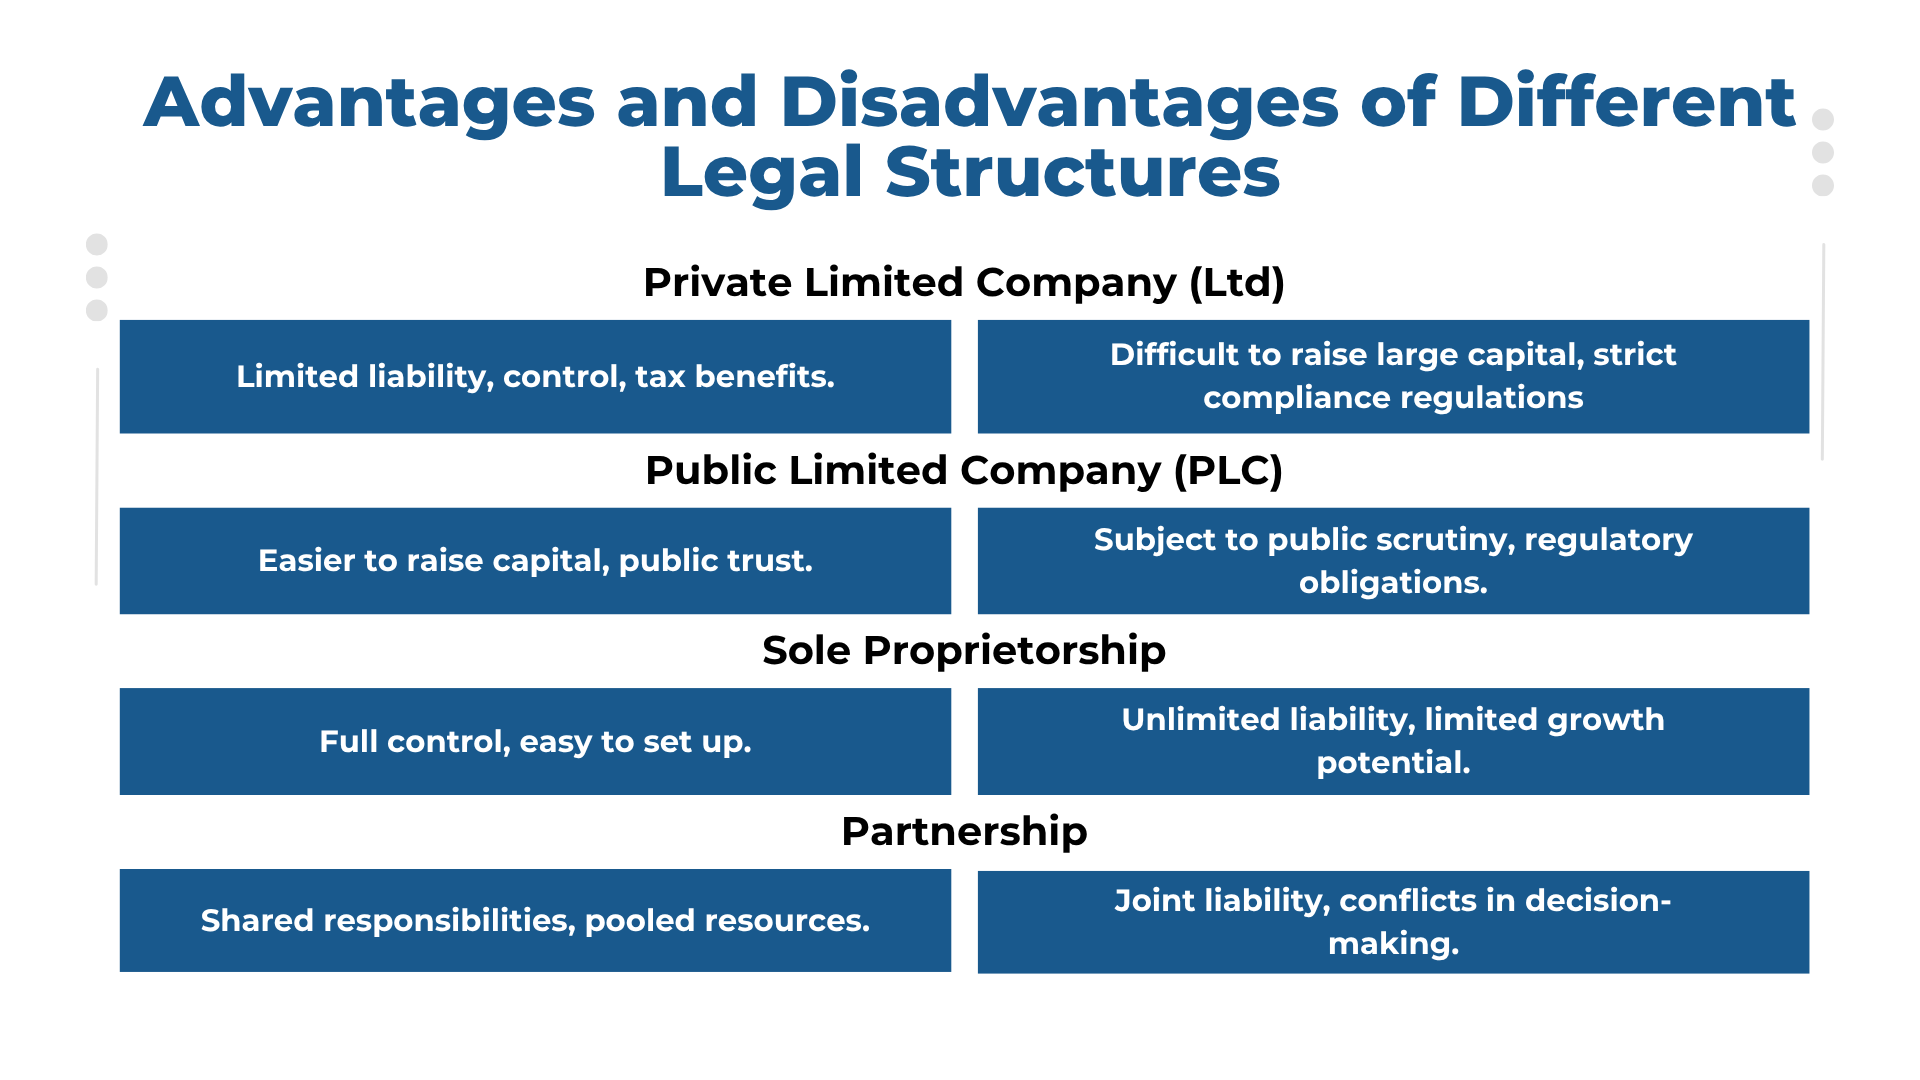 Advantages and Disadvantages of Different
Legal Structures
Private Limited Company (Ltd)
Limited liability, control, tax benefits.
Difficult to raise large capital, strict
compliance regulations
Public Limited Company (PLC)
Easier to raise capital, public trust.
Subject to public scrutiny, regulatory
obligations.
Sole Proprietorship
Full control, easy to set up.
Unlimited liability, limited growth
potential.
Partnership
Shared responsibilities, pooled resources.
Joint liability, conflicts in decision-
making.